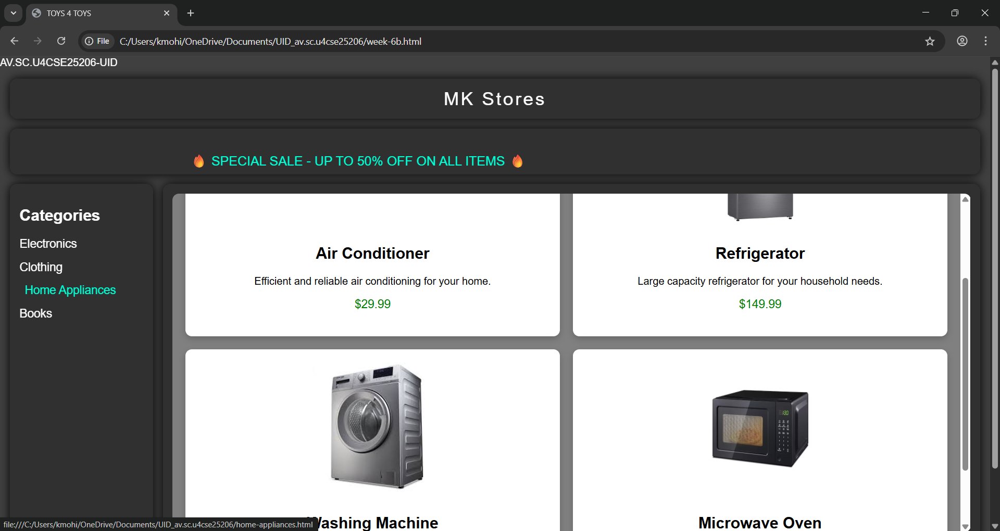 TOYS 4 TOYS
File C:/Users/kmohi/OneDrive/Documents/UID_av.sc.u4cse25206/week-6b.html
AV.SC.U4CSE25206-UID
MK Stores
🔥 SPECIAL SALE - UP TO 50% OFF ON ALL ITEMS 🔥
Categories
Electronics
Clothing
Home Appliances
Books
Air Conditioner
Efficient and reliable air conditioning for your home.
$29.99
Refrigerator
Large capacity refrigerator for your household needs.
$149.99
Washing Machine
Microwave Oven
file:///C:/Users/kmohi/OneDrive/Documents/UID_av.sc.u4cse25206/home-appliances.html